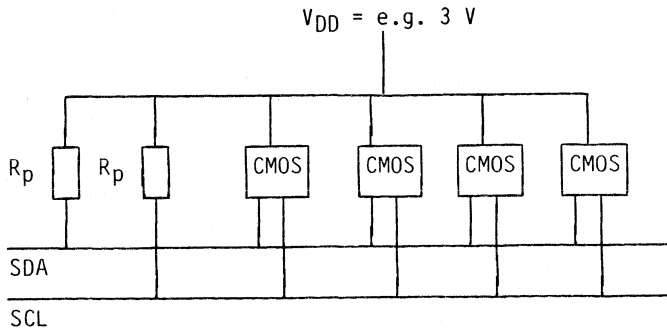 V_DD = e.g. 3 V
R_p R_p CMOS CMOS CMOS CMOS
SDA
SCL